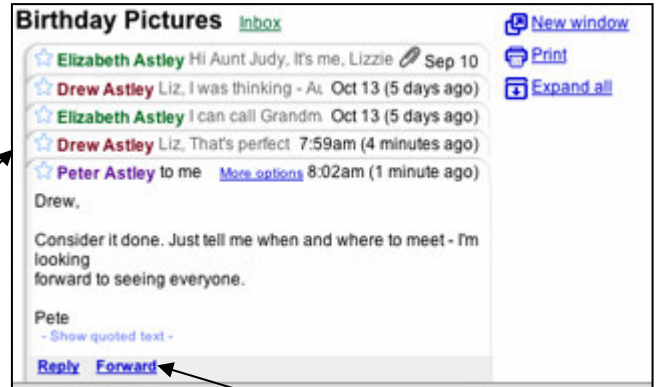 Birthday Pictures Inbox
New window
Print
Expand all
Elizabeth Astley Hi Aunt Judy, It's me, Lizzie Sep 10
Drew Astley Liz, I was thinking - Oct 13 (5 days ago)
Elizabeth Astley I can call Grandm Oct 13 (5 days ago)
Drew Astley Liz, That's perfect 7:59am (4 minutes ago)
Peter Astley to me More options 8:02am (1 minute ago)
Drew,
Consider it done. Just tell me when and where to meet - I'm
looking
forward to seeing everyone.
Pete
- Show quoted text -
Reply Forward